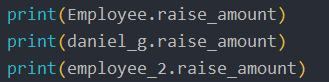 print(Employee.raise_amount)
print(daniel_g.raise_amount)
print(employee_2.raise_amount)